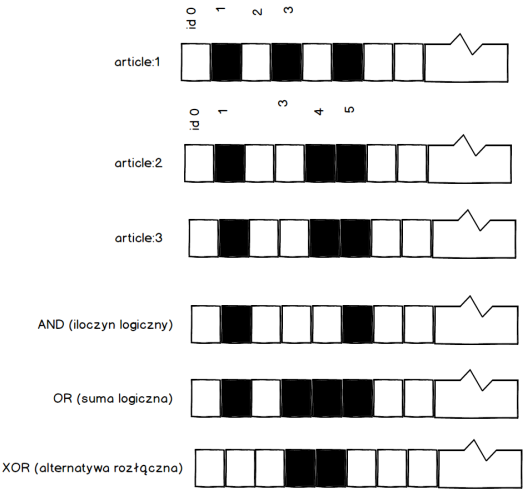 id 0 1 2 3
article:1
id 0 1 3 4 5
article:2
article:3
AND (iloczyn logiczny)
OR (suma logiczna)
XOR (alternatywa rozłączna)